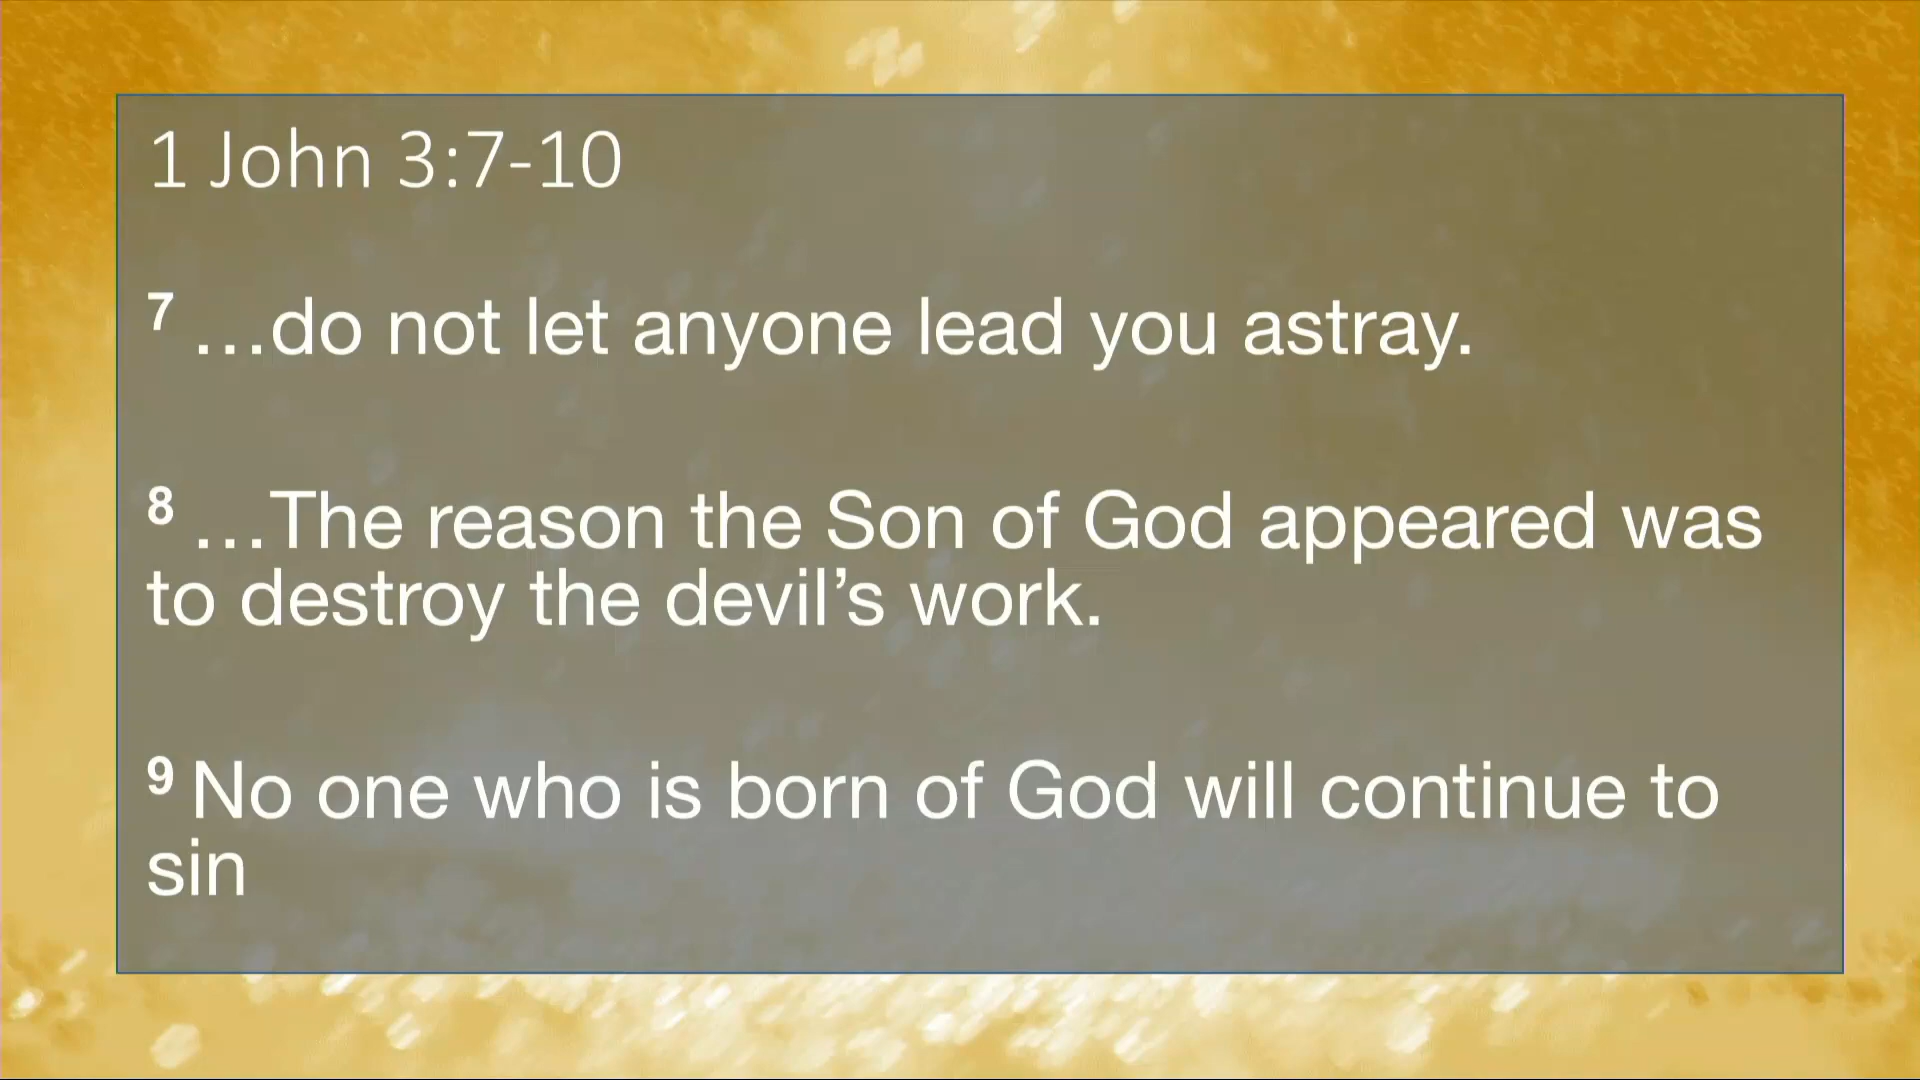 1 John 3:7-10
7 …do not let anyone lead you astray.
8 …The reason the Son of God appeared was
to destroy the devil’s work.
9 No one who is born of God will continue to
sin